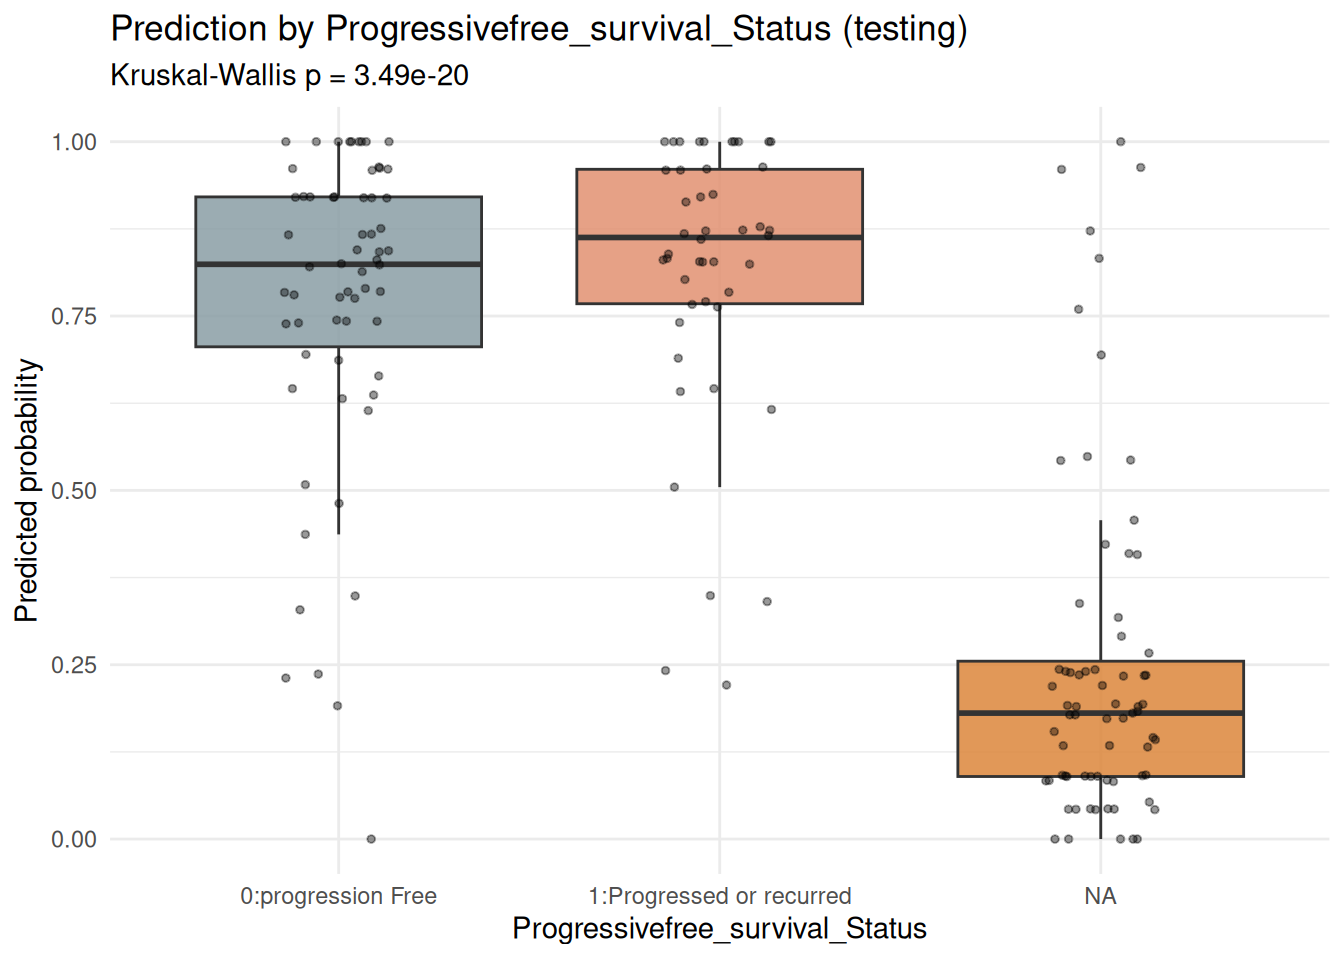 Prediction by Progressivefree_survival_Status (testing)
Kruskal-Wallis p = 3.49e-20
Predicted probability
1.00
0.75
0.50
0.25
0.00
0:progression Free
1:Progressed or recurred
NA
Progressivefree_survival_Status